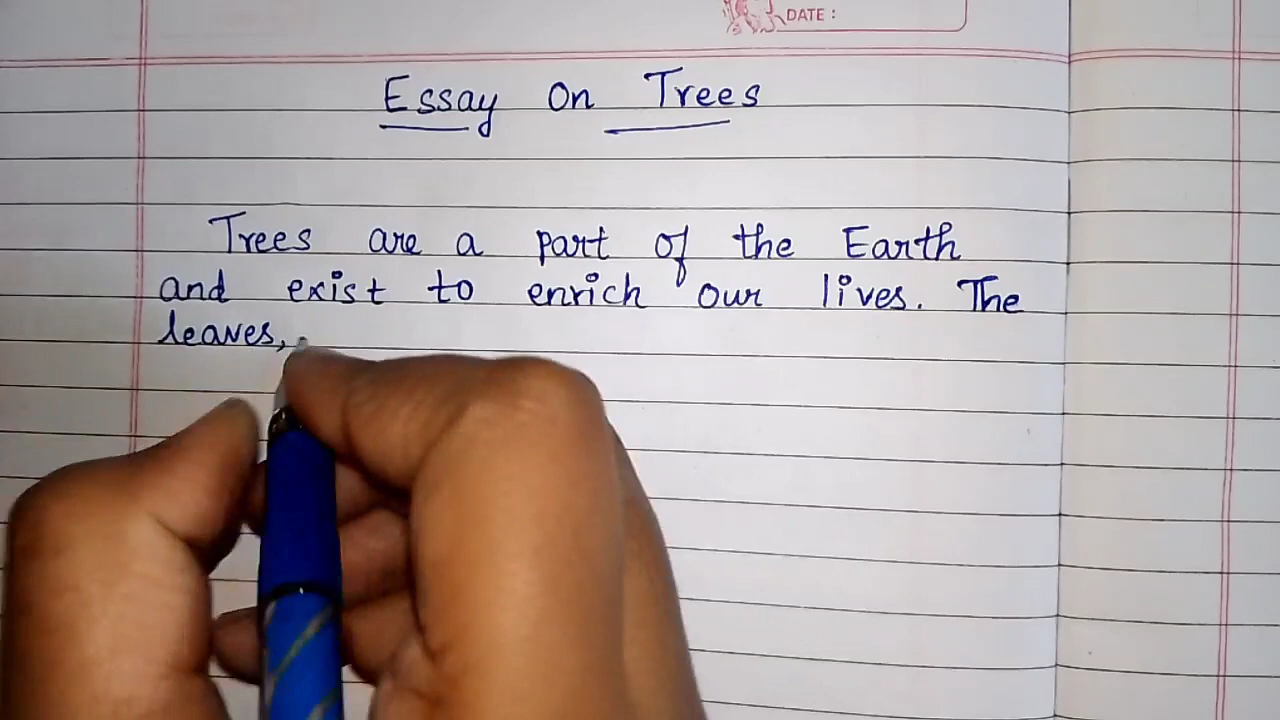 DATE :
Essay on Trees
Trees are a part of the Earth
and exist to enrich our lives. The
leaves,